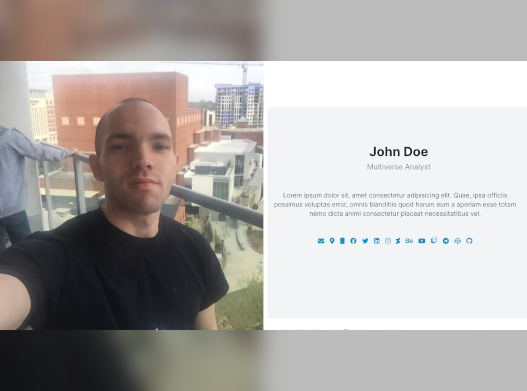 John Doe
Multiverse Analyst
Lorem ipsum dolor sit, amet consectetur adipisicing elit. Quae, ipsa officiis
possimus voluptas error, omnis blanditiis quod harum eum a aperiam esse totam
nemo dicta animi consectetur placeat necessitatibus vel.
Bē